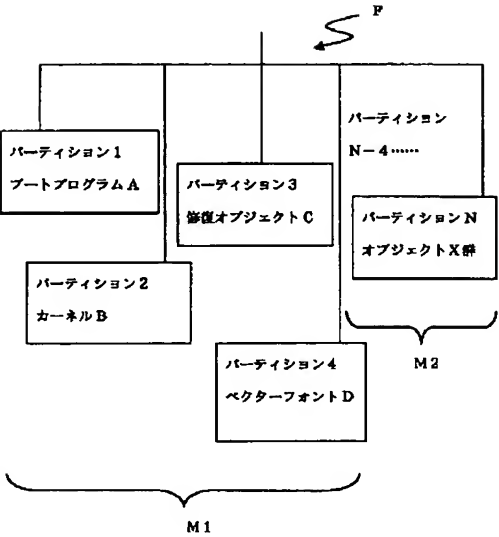 F
パーティション
N-4……
パーティション1
ブートプログラムA
パーティション3
修復オブジェクトC
パーティションN
オブジェクトX群
パーティション2
カーネルB
パーティション4
ベクターフォントD
M2
M1